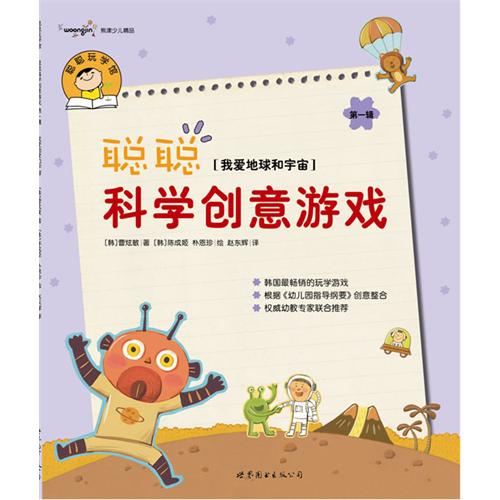 woongjin 熊津少儿精品
聪聪玩学馆
第一辑
聪聪[我爱地球和宇宙]
科学创意游戏
[韩]曹炫敏|著 [韩]陈成姬 朴恩珍|绘 赵东辉|译
韩国最畅销的玩学游戏
根据《幼儿园指导纲要》创意整合
权威幼教专家联合推荐
世界图书出版公司